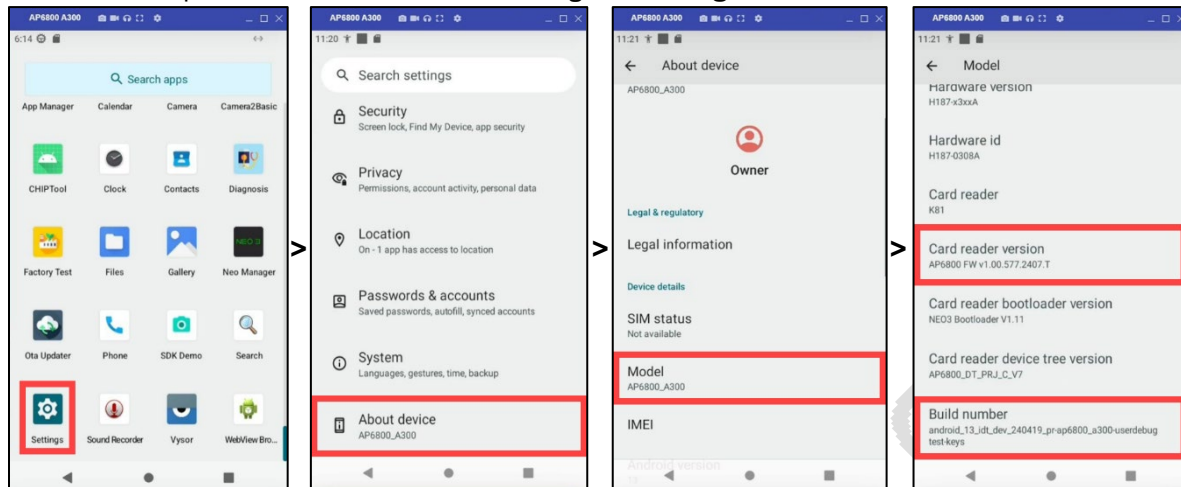 AP6800 A300
6:14
Search apps
App Manager Calendar Camera Camera2Basic
CHIPTool Clock Contacts Diagnosis
NEO 3
Factory Test Files Gallery Neo Manager
Ota Updater Phone SDK Demo Search
Settings Sound Recorder Vysor WebView Bro...
>
AP6800 A300
11:20
Search settings
Security
Screen lock, Find My Device, app security
Privacy
Permissions, account activity, personal data
Location
On - 1 app has access to location
Passwords & accounts
Saved passwords, autofill, synced accounts
System
Languages, gestures, time, backup
About device
AP6800_A300
>
AP6800 A300
11:21
About device
AP6800_A300
Owner
Legal & regulatory
Legal information
Device details
SIM status
Not available
Model
AP6800_A300
IMEI
Android version
>
AP6800 A300
11:21
Model
Hardware version
H187-x3xxA
Hardware id
H187-0308A
Card reader
K81
Card reader version
AP6800 FW v1.00.577.2407.T
Card reader bootloader version
NEO3 Bootloader V1.11
Card reader device tree version
AP6800_DT_PRJ_C_V7
Build number
android_13_idt_dev_240419_pr-ap6800_a300-userdebug
test-keys